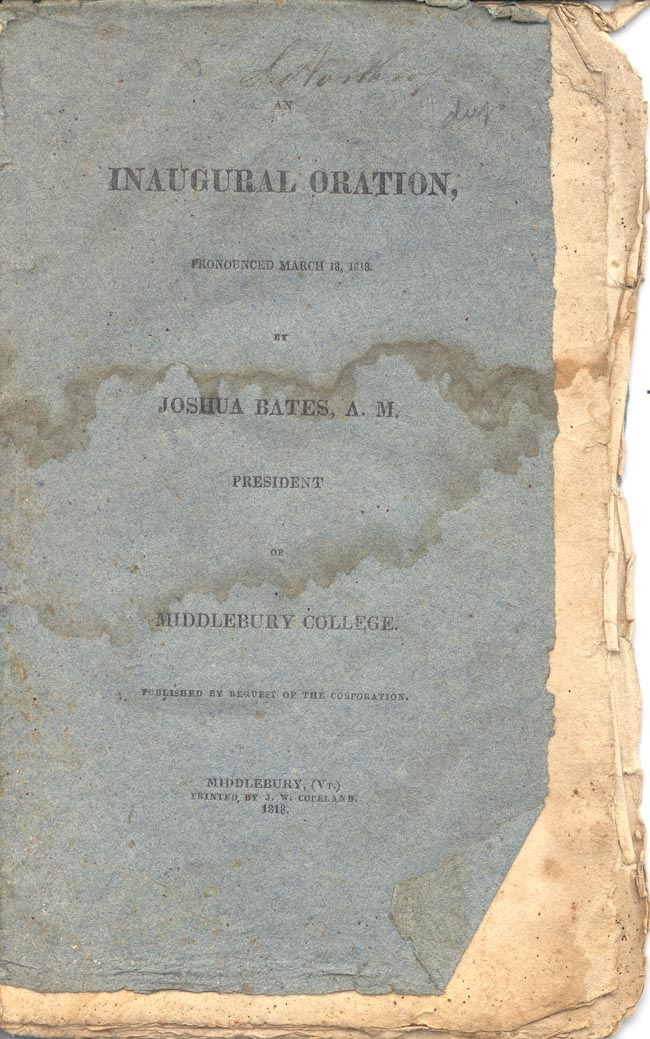 AN
INAUGURAL ORATION,
PRONOUNCED MARCH 18, 1818.
BY
JOSHUA BATES, A. M.
PRESIDENT
OF
MIDDLEBURY COLLEGE.
PUBLISHED BY REQUEST OF THE CORPORATION.
MIDDLEBURY, (VT.)
PRINTED BY J. W. COPELAND.
1818.